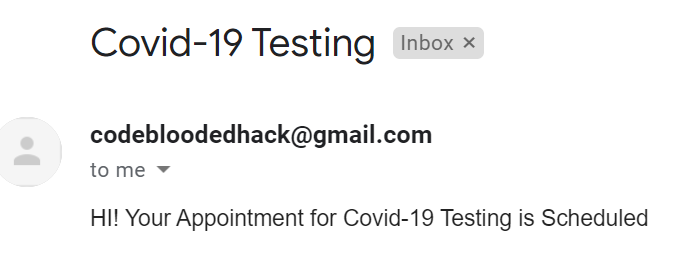 Covid-19 Testing Inbox ×
codebloodedhack@gmail.com
to me
HI! Your Appointment for Covid-19 Testing is Scheduled